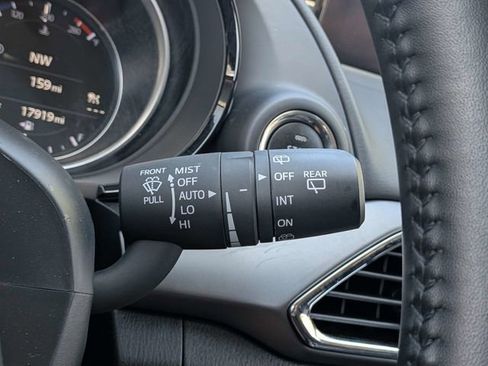 NW
159mi
17919mi
FRONT MIST
OFF
PULL AUTO
LO
HI
OFF REAR
INT
ON